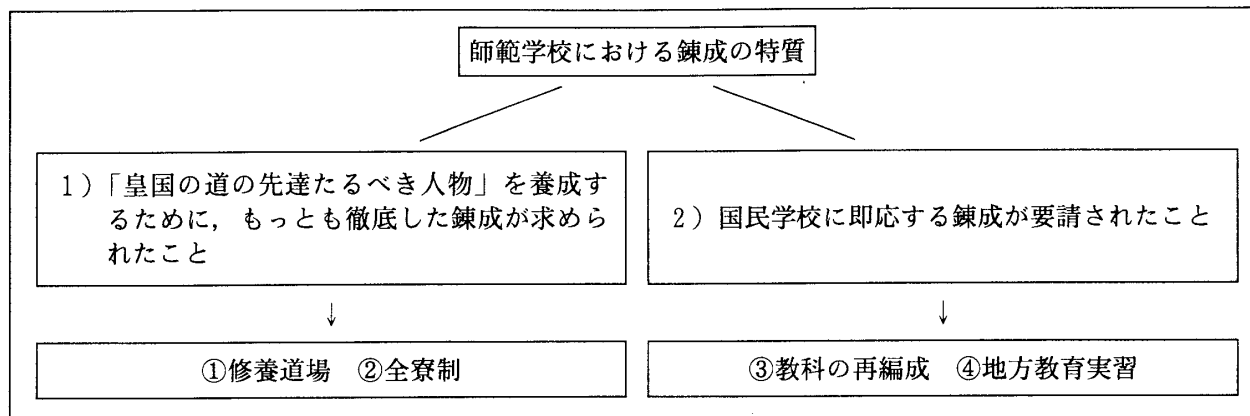 師範学校における錬成の特質
1)「皇国の道の先達たるべき人物」を養成す
るために，もっとも徹底した錬成が求めら
れたこと
2) 国民学校に即応する錬成が要請されたこと
↓
↓
①修養道場　②全寮制
③教科の再編成　④地方教育実習